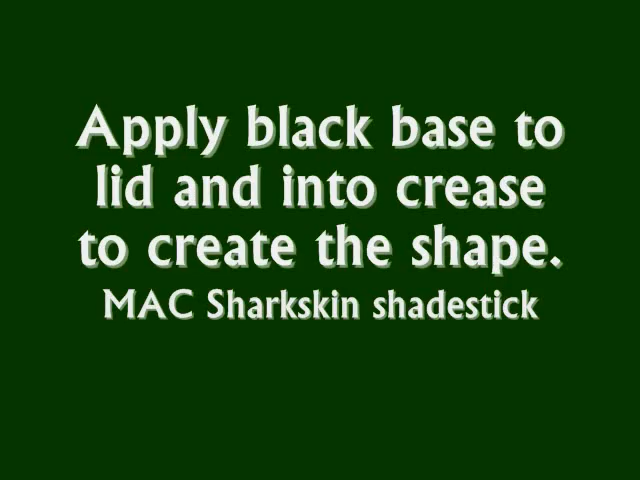 Apply black base to
lid and into crease
to create the shape.
MAC Sharkskin shadestick